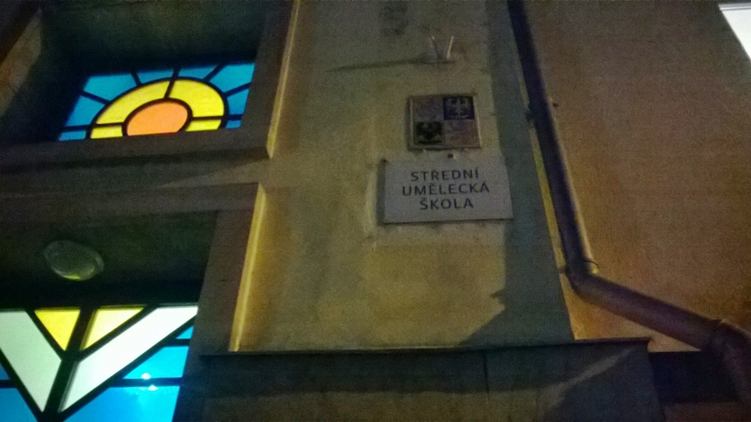 STŘEDNÍ
UMĚLECKÁ
ŠKOLA